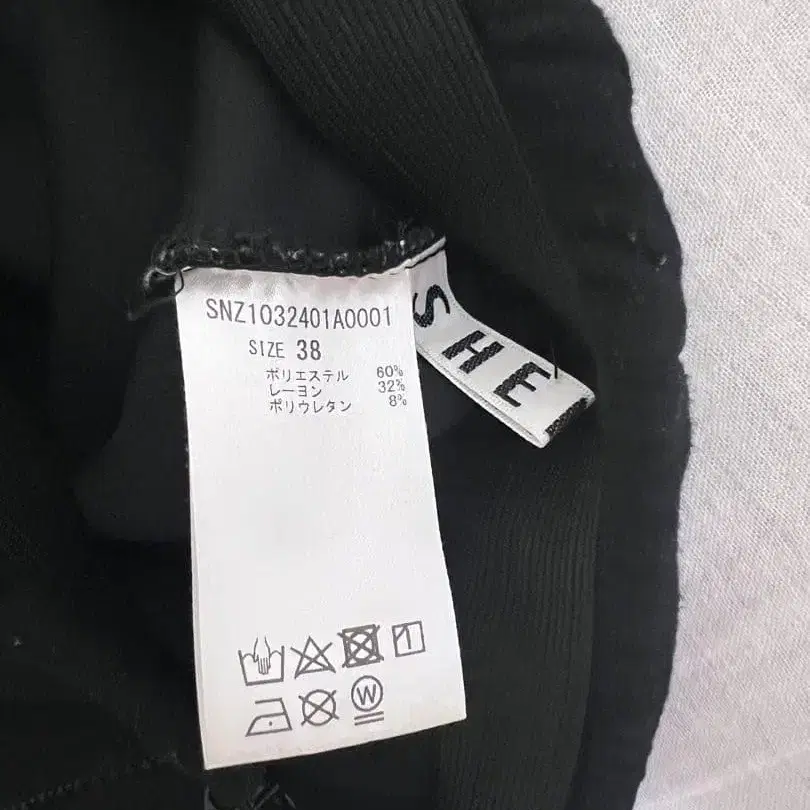 SNZ1032401A0001
SIZE 38
ポリエステル 60%
レーヨン 32%
ポリウレタン 8%
W
SHE